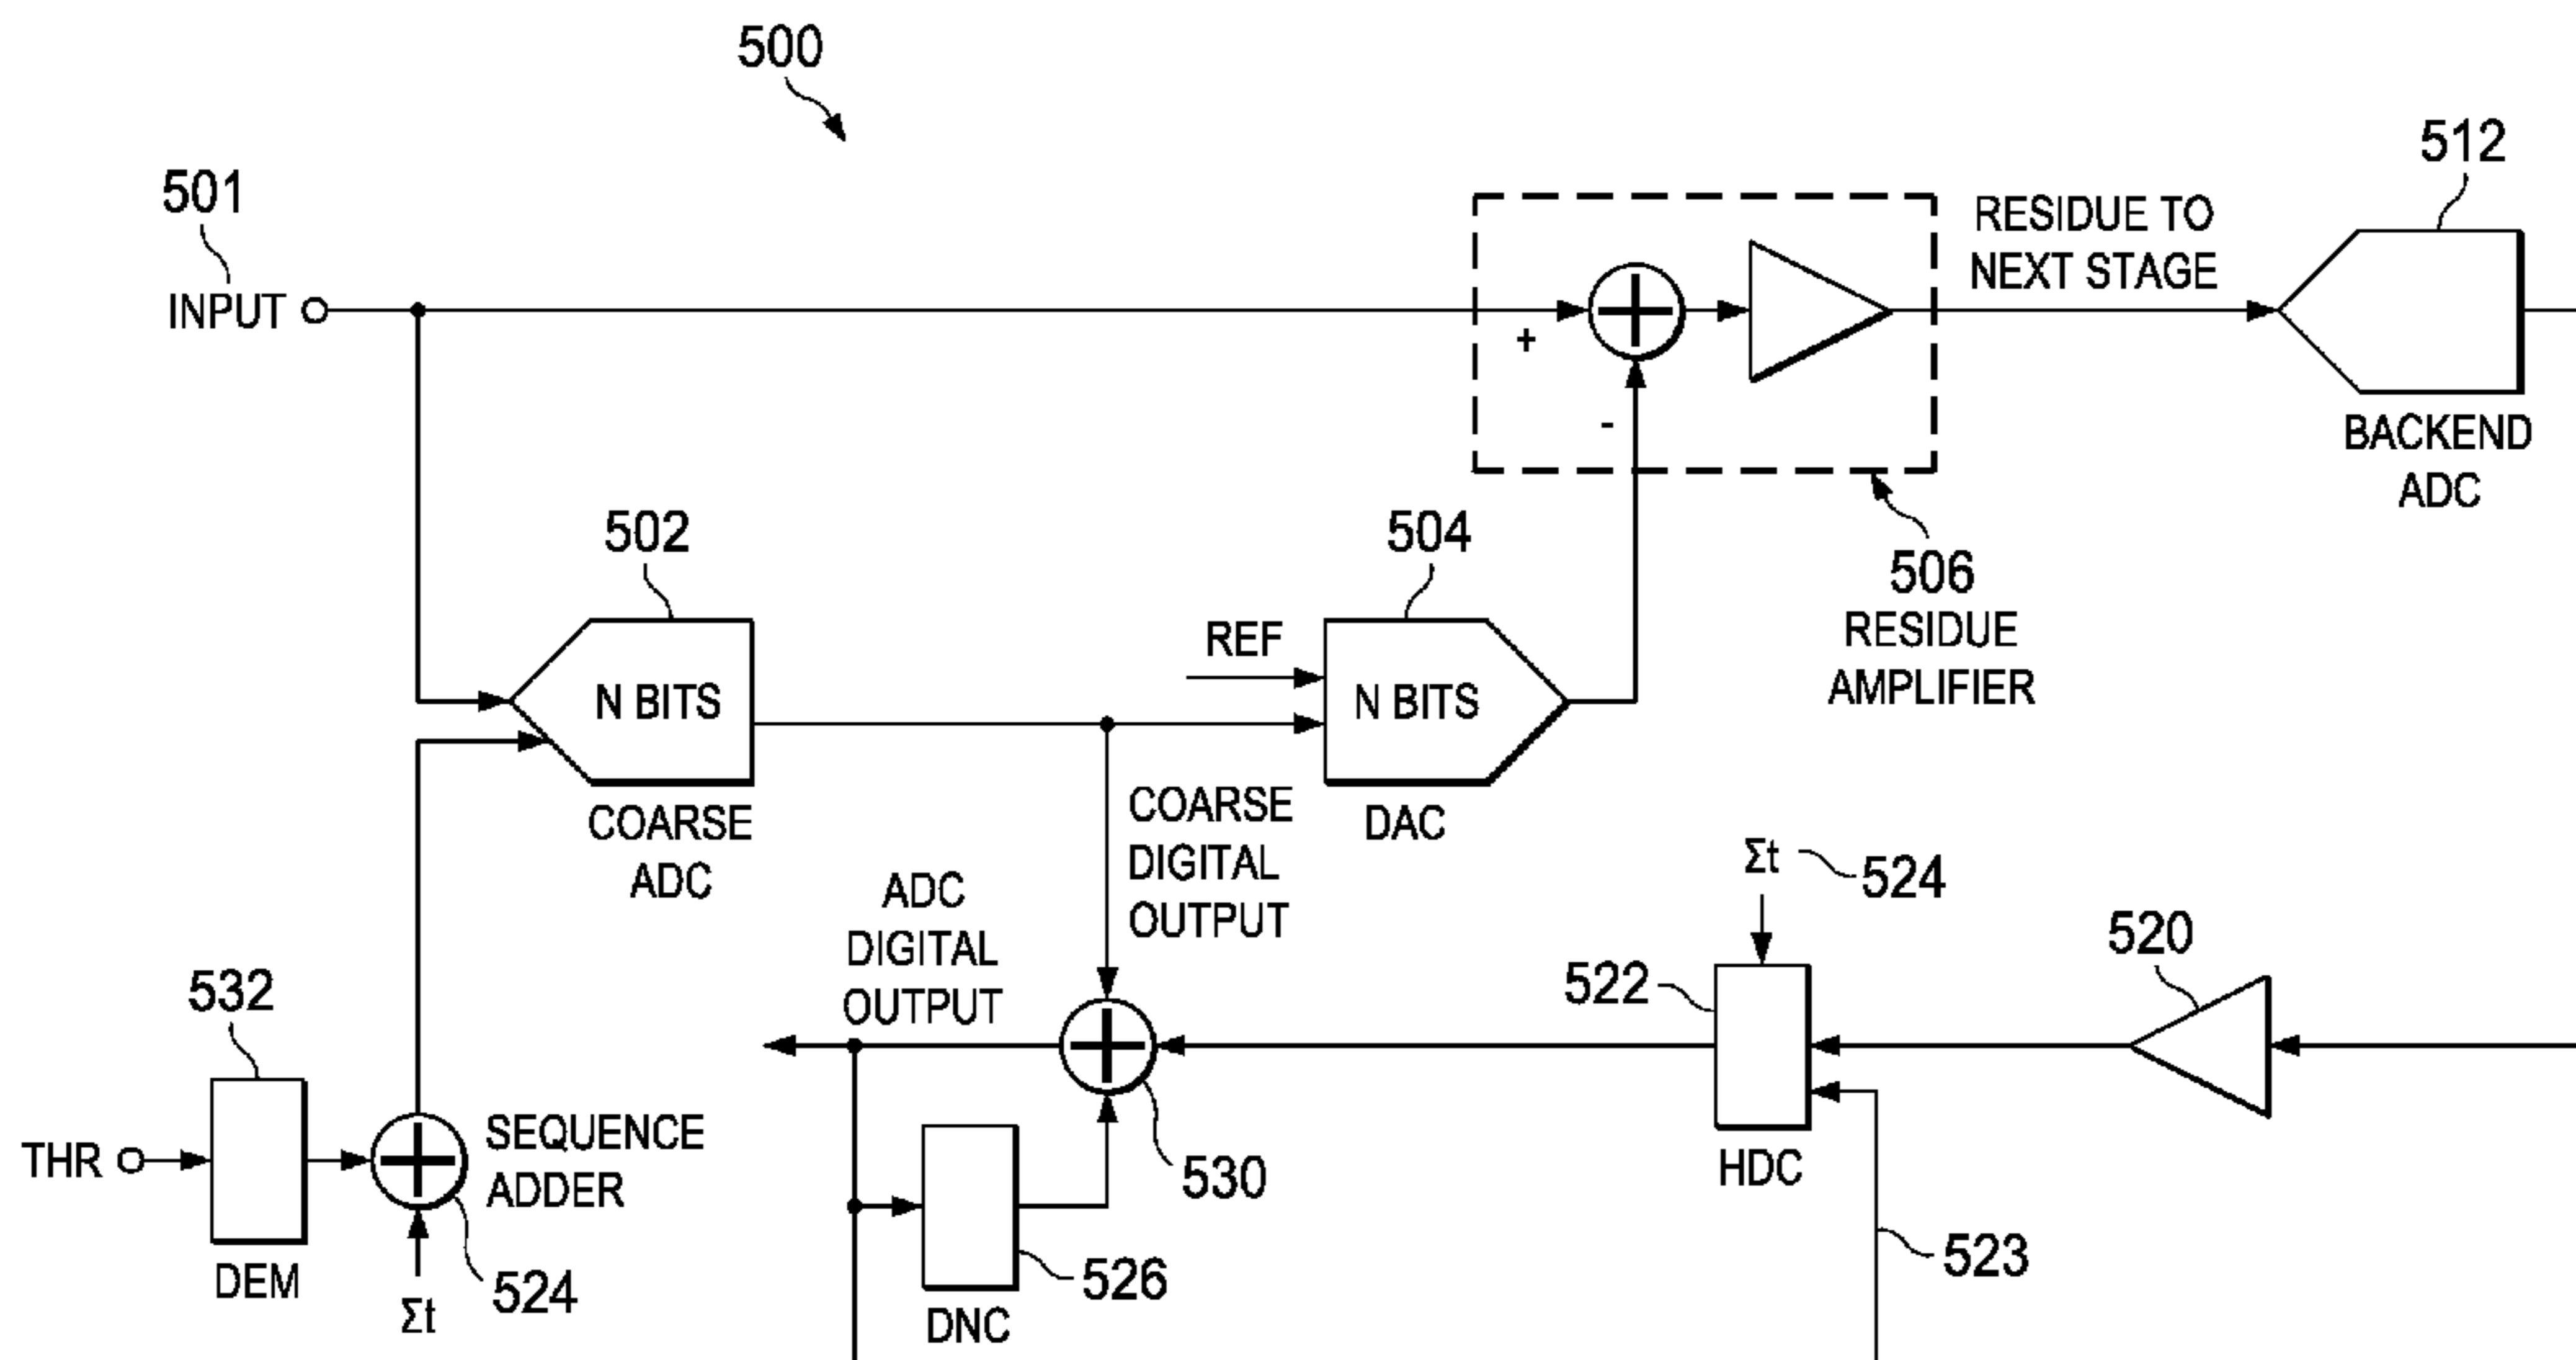 500
501
INPUT
+
-
RESIDUE TO
NEXT STAGE
512
BACKEND
ADC
506
RESIDUE
AMPLIFIER
502
N BITS
COARSE
ADC
504
REF
N BITS
DAC
COARSE
DIGITAL
OUTPUT
ADC
DIGITAL
OUTPUT
Σt
524
522
HDC
520
523
530
526
DNC
532
THR
DEM
SEQUENCE
ADDER
524
Σt